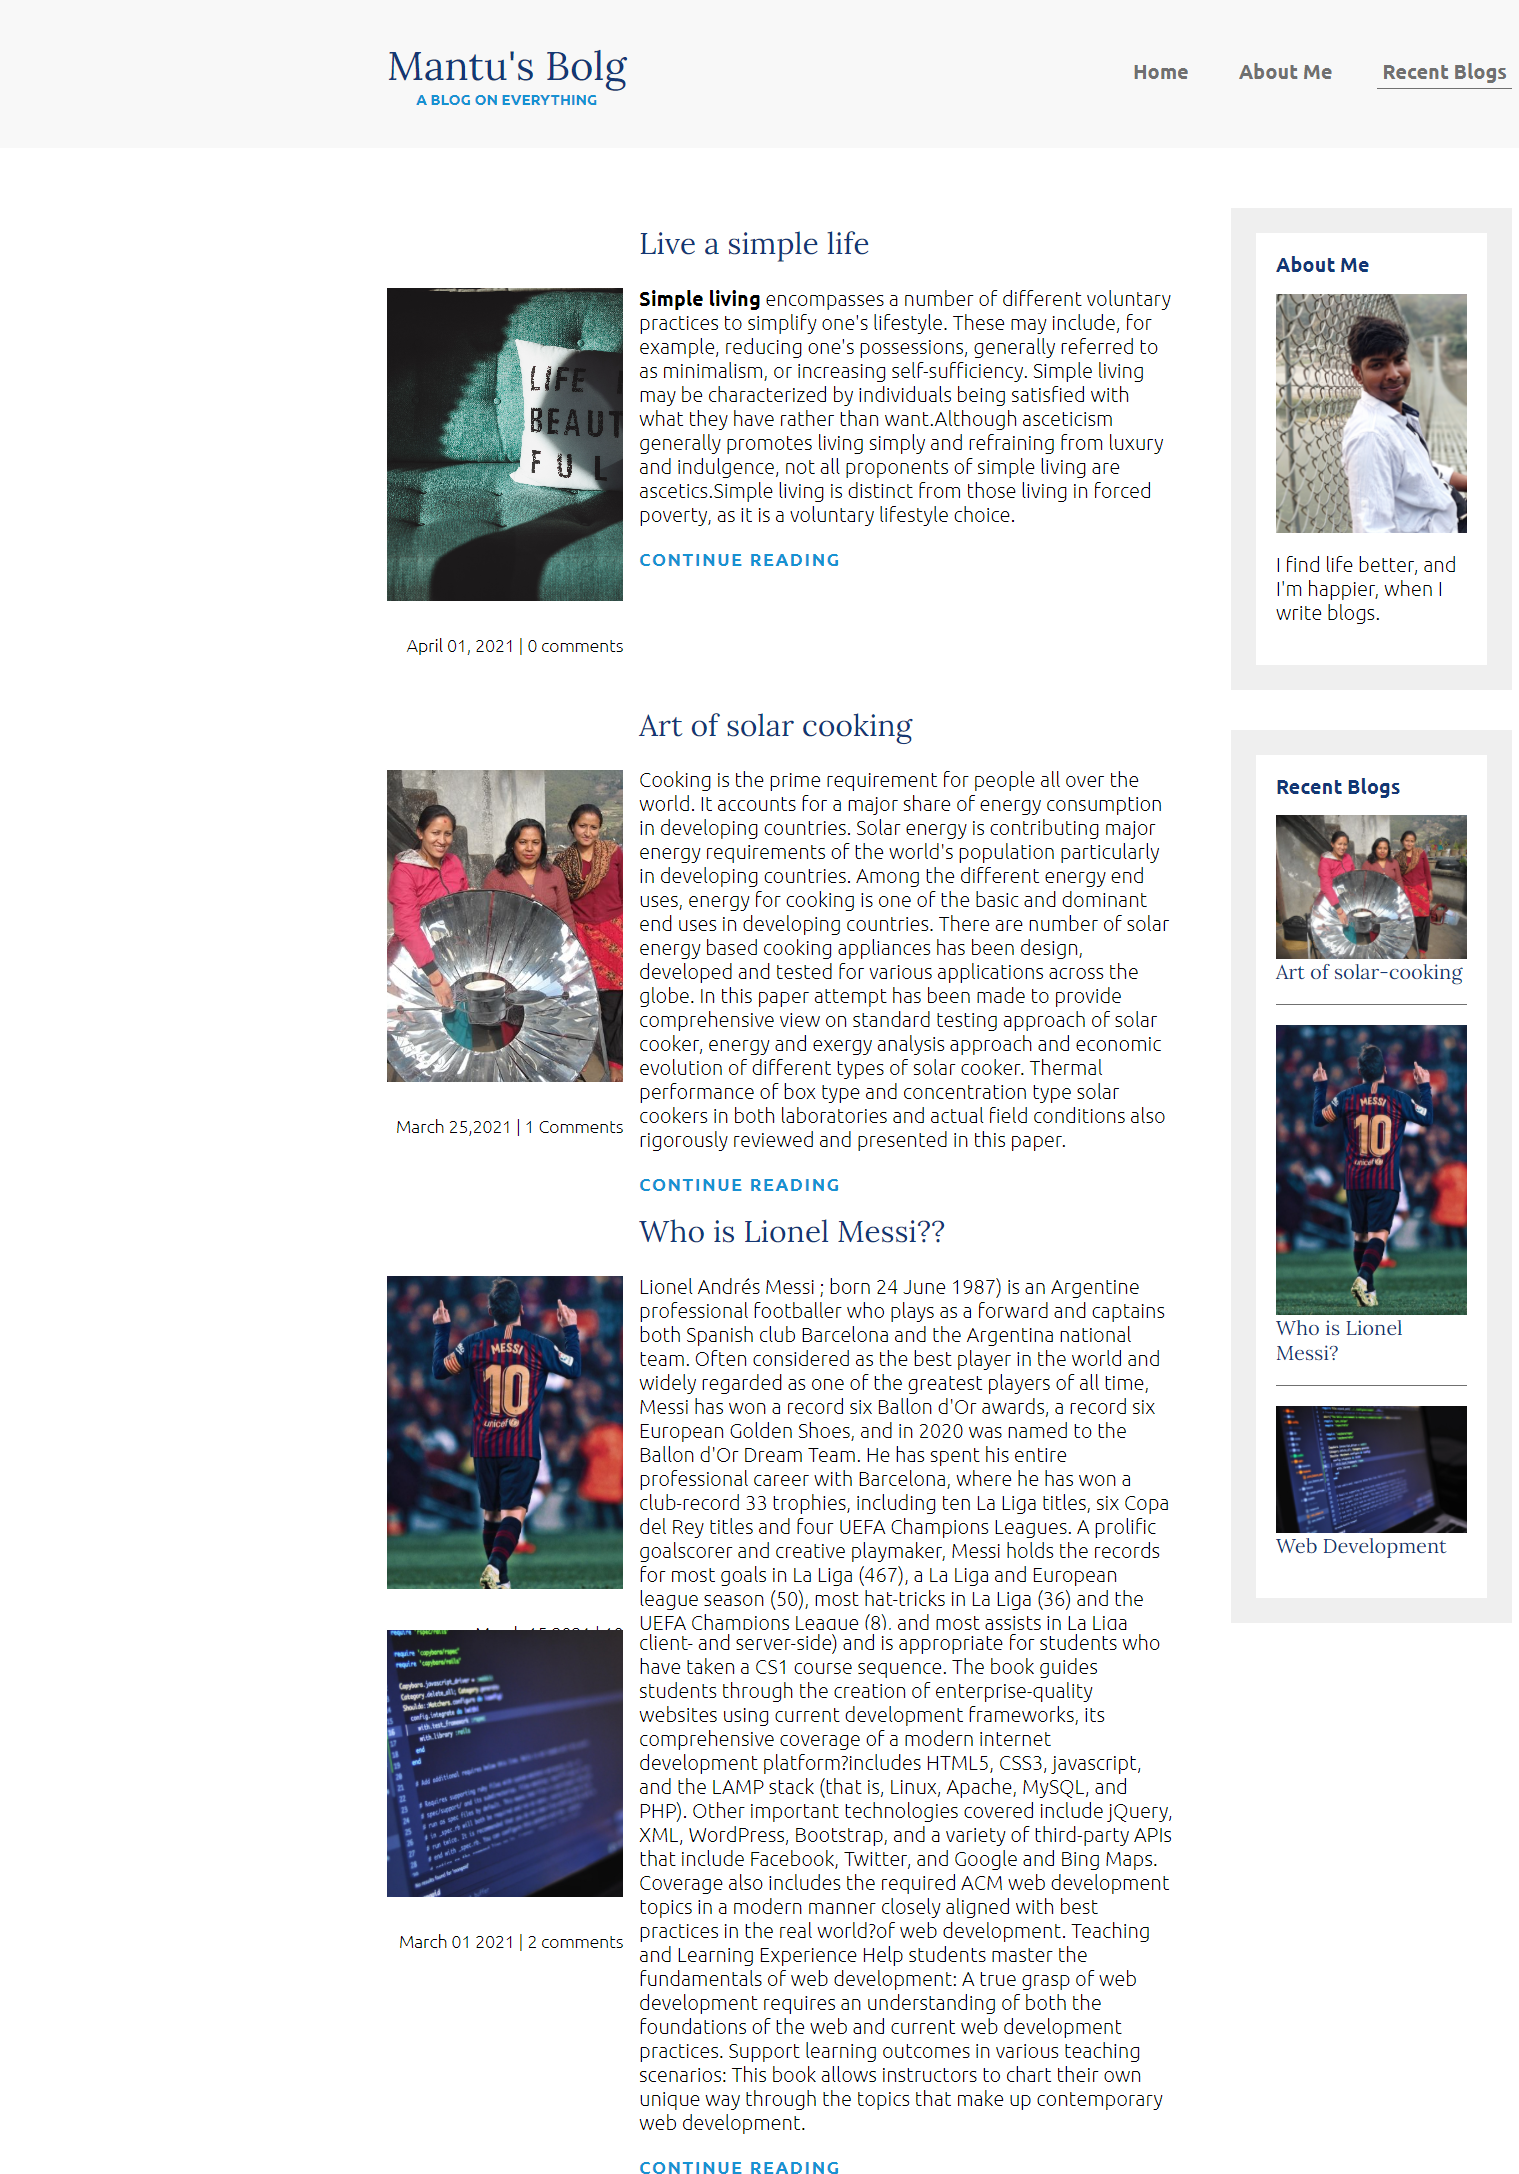 Mantu's Bolg
A BLOG ON EVERYTHING
Home
About Me
Recent Blogs
Live a simple life
LIFE
BEAUT
FUL
Simple living encompasses a number of different voluntary
practices to simplify one's lifestyle. These may include, for
example, reducing one's possessions, generally referred to
as minimalism, or increasing self-sufficiency. Simple living
may be characterized by individuals being satisfied with
what they have rather than want.Although asceticism
generally promotes living simply and refraining from luxury
and indulgence, not all proponents of simple living are
ascetics.Simple living is distinct from those living in forced
poverty, as it is a voluntary lifestyle choice.
CONTINUE READING
April 01, 2021 | 0 comments
Art of solar cooking
Cooking is the prime requirement for people all over the
world. It accounts for a major share of energy consumption
in developing countries. Solar energy is contributing major
energy requirements of the world's population particularly
in developing countries. Among the different energy end
uses, energy for cooking is one of the basic and dominant
end uses in developing countries. There are number of solar
energy based cooking appliances has been design,
developed and tested for various applications across the
globe. In this paper attempt has been made to provide
comprehensive view on standard testing approach of solar
cooker, energy and exergy analysis approach and economic
evolution of different types of solar cooker. Thermal
performance of box type and concentration type solar
cookers in both laboratories and actual field conditions also
rigorously reviewed and presented in this paper.
March 25,2021 | 1 Comments
CONTINUE READING
Who is Lionel Messi??
MESSI
10
unicef
Lionel Andrés Messi ; born 24 June 1987) is an Argentine
professional footballer who plays as a forward and captains
both Spanish club Barcelona and the Argentina national
team. Often considered as the best player in the world and
widely regarded as one of the greatest players of all time,
Messi has won a record six Ballon d'Or awards, a record six
European Golden Shoes, and in 2020 was named to the
Ballon d'Or Dream Team. He has spent his entire
professional career with Barcelona, where he has won a
club-record 33 trophies, including ten La Liga titles, six Copa
del Rey titles and four UEFA Champions Leagues. A prolific
goalscorer and creative playmaker, Messi holds the records
for most goals in La Liga (467), a La Liga and European
league season (50), most hat-tricks in La Liga (36) and the
UEFA Champions League (8), and most assists in La Liga
client- and server-side) and is appropriate for students who
have taken a CS1 course sequence. The book guides
students through the creation of enterprise-quality
websites using current development frameworks, its
comprehensive coverage of a modern internet
development platform?includes HTML5, CSS3, javascript,
and the LAMP stack (that is, Linux, Apache, MySQL, and
PHP). Other important technologies covered include jQuery,
XML, WordPress, Bootstrap, and a variety of third-party APIs
that include Facebook, Twitter, and Google and Bing Maps.
Coverage also includes the required ACM web development
topics in a modern manner closely aligned with best
practices in the real world?of web development. Teaching
and Learning Experience Help students master the
fundamentals of web development: A true grasp of web
development requires an understanding of both the
foundations of the web and current web development
practices. Support learning outcomes in various teaching
scenarios: This book allows instructors to chart their own
unique way through the topics that make up contemporary
web development.
March 01 2021 | 2 comments
CONTINUE READING
About Me
I find life better, and
I'm happier, when I
write blogs.
Recent Blogs
Art of solar-cooking
MESSI
10
unicef
Who is Lionel
Messi?
Web Development